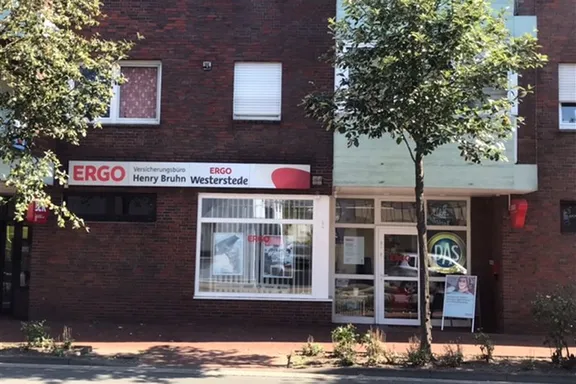 ERGO
Versicherungsbüro
Henry Bruhn
ERGO
Westerstede
ERGO
DAS